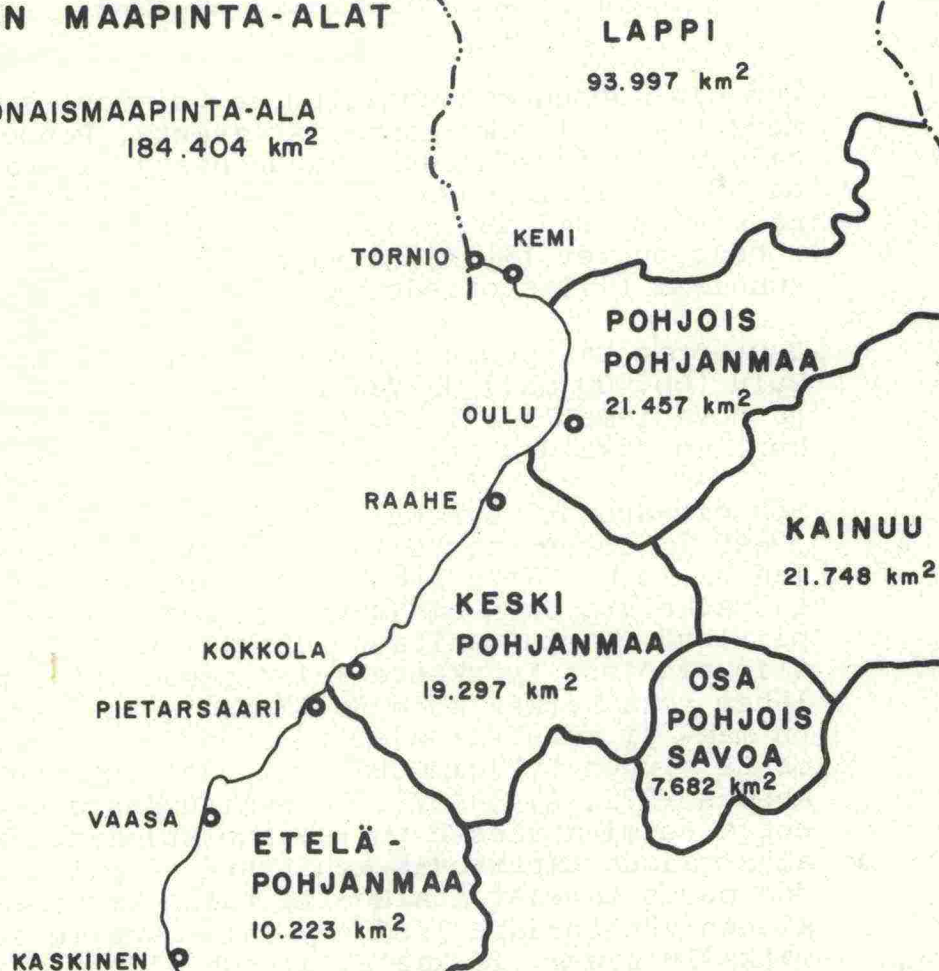 N MAAPINTA-ALAT
ONAISMAAPINTA-ALA
184.404 km²
LAPPI
93.997 km²
TORNIO
KEMI
POHJOIS
POHJANMAA
21.457 km²
OULU
RAAHE
KAINUU
21.748 km²
KESKI
POHJANMAA
19.297 km²
KOKKOLA
PIETARSAARI
OSA
POHJOIS
SAVOA
7.682 km²
VAASA
ETELÄ-
POHJANMAA
10.223 km²
KASKINEN